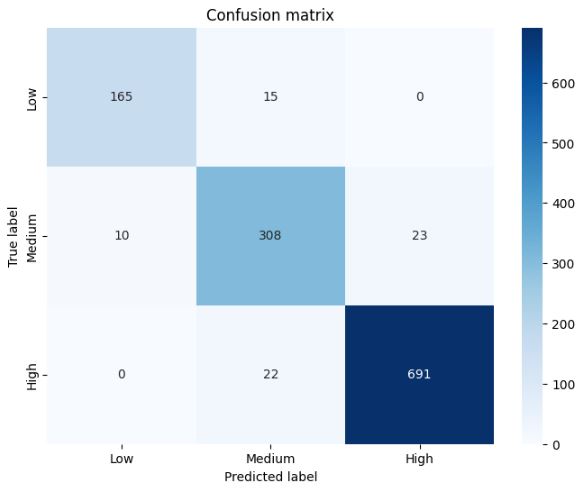 Confusion matrix
Low 165 15 0
Medium 10 308 23
High 0 22 691
Low Medium High
Predicted label
True label
600
500
400
300
200
100
0